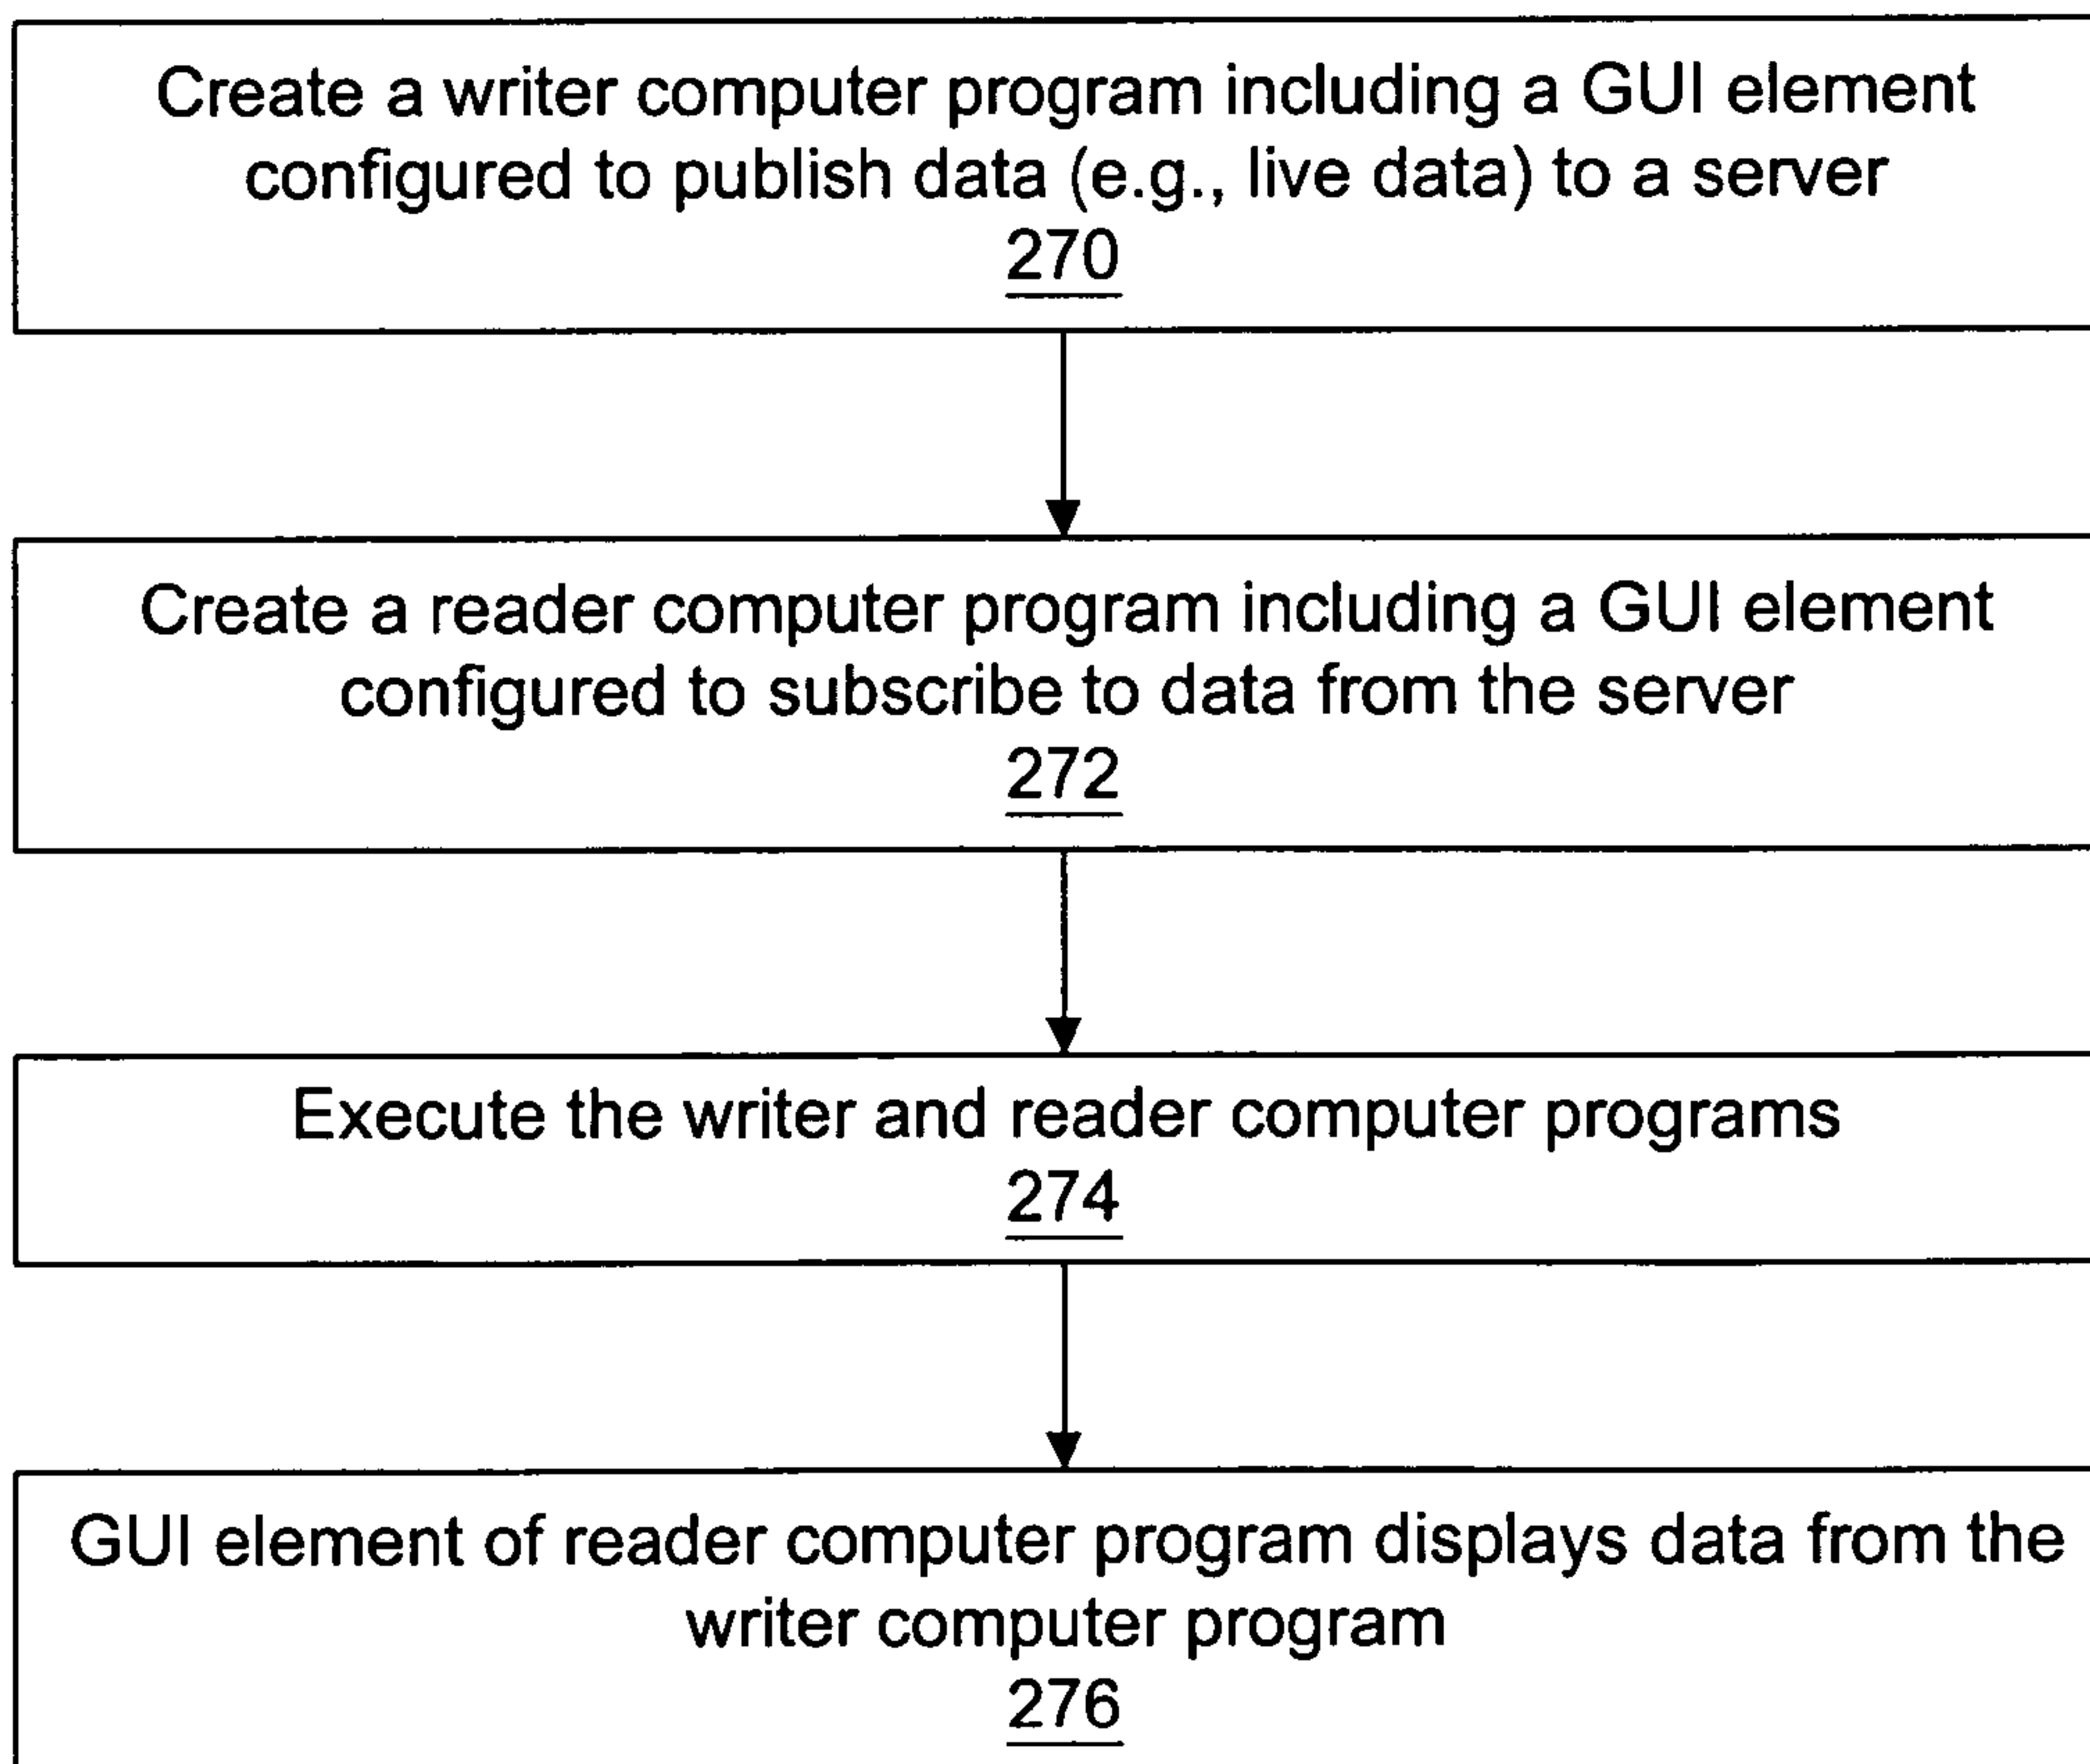 Create a writer computer program including a GUI element
configured to publish data (e.g., live data) to a server
270
Create a reader computer program including a GUI element
configured to subscribe to data from the server
272
Execute the writer and reader computer programs
274
GUI element of reader computer program displays data from the
writer computer program
276